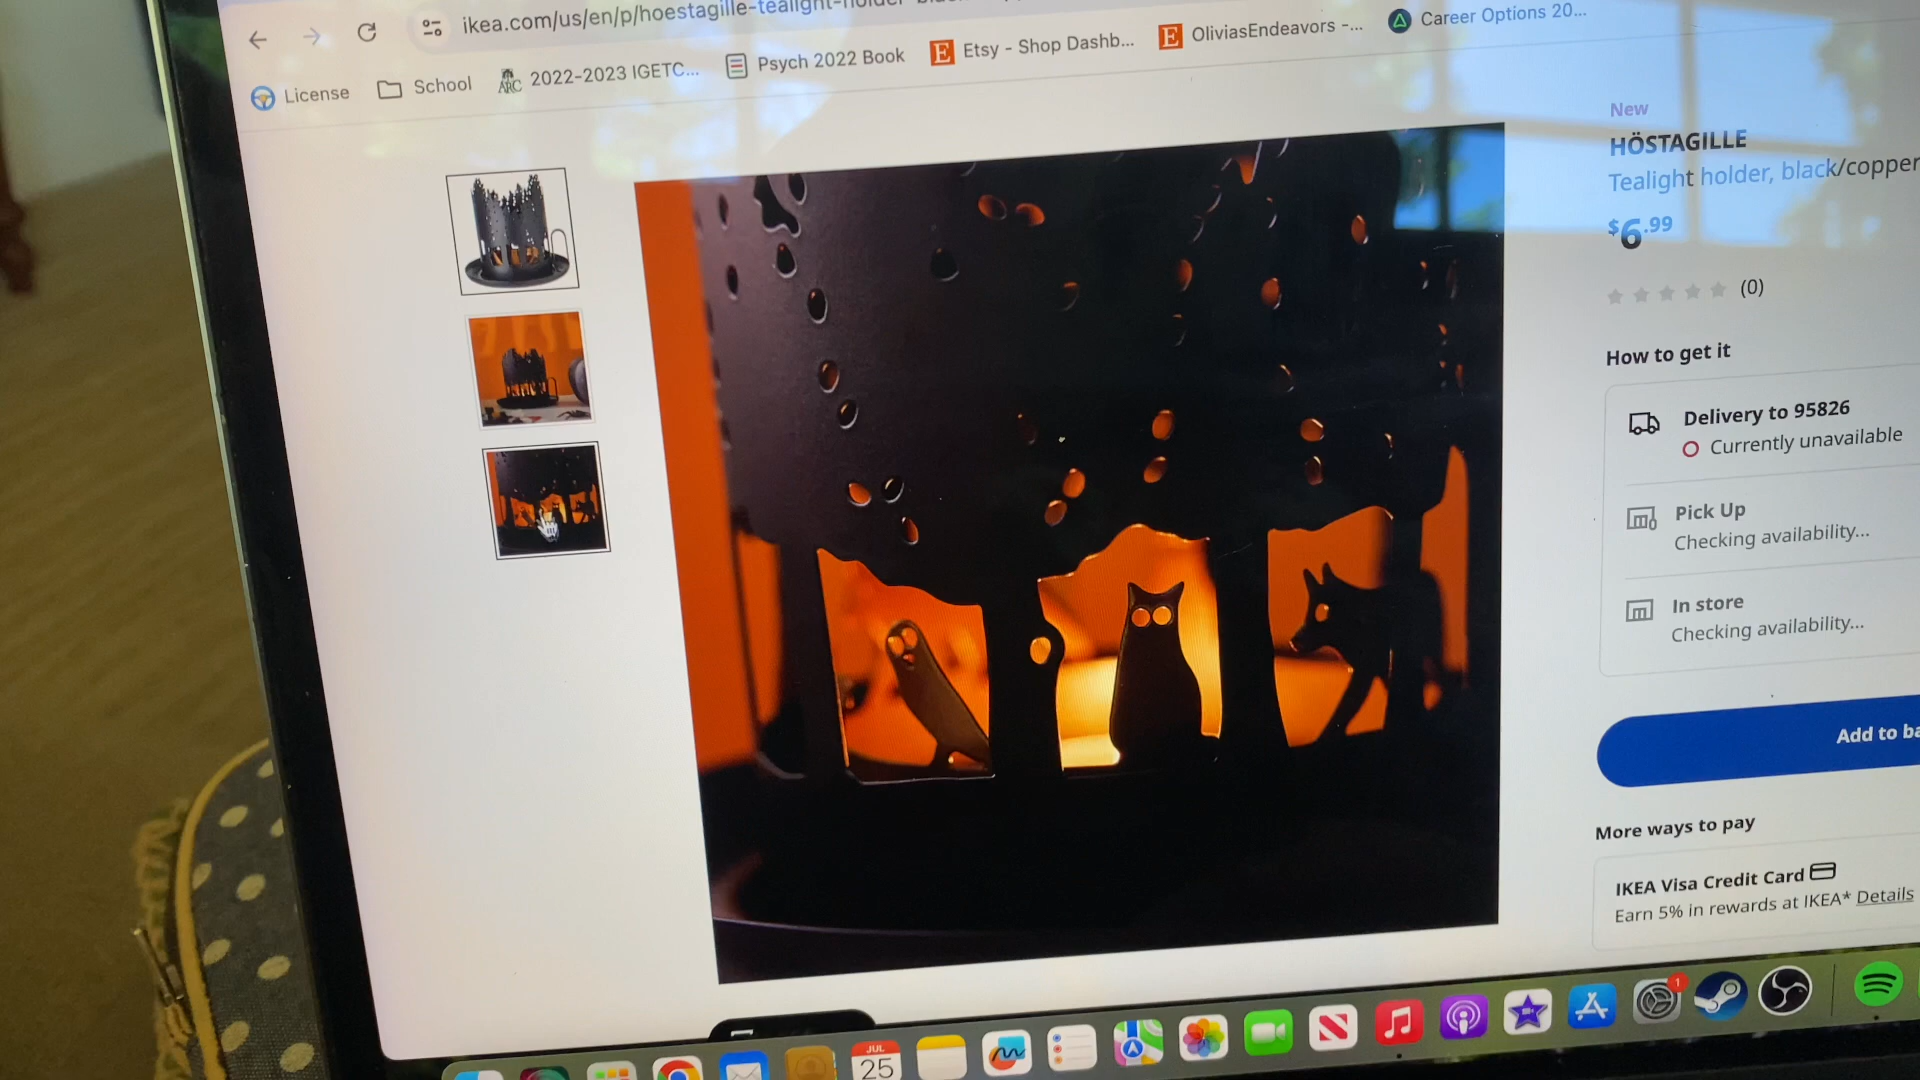 ikea.com/us/en/p/hoestagille-tealight-holder-
License
School
2022-2023 IGETC...
Psych 2022 Book
Etsy - Shop Dashb...
OliviasEndeavors -...
Career Options 20...
New
HÖSTAGILLE
Tealight holder, black/copper
$6.99
(0)
How to get it
Delivery to 95826
Currently unavailable
Pick Up
Checking availability...
In store
Checking availability...
Add to ba
More ways to pay
IKEA Visa Credit Card
Earn 5% in rewards at IKEA* Details
JUL
25
1
ARC